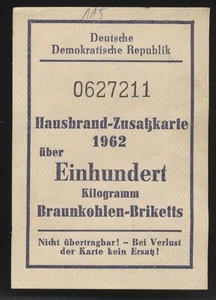 115
Deutsche
Demokratische Republik
0627211
Hausbrand-Zusatzkarte
1962
über
Einhundert
Kilogramm
Braunkohlen-Briketts
Nicht übertragbar! – Bei Verlust
der Karte kein Ersatz!